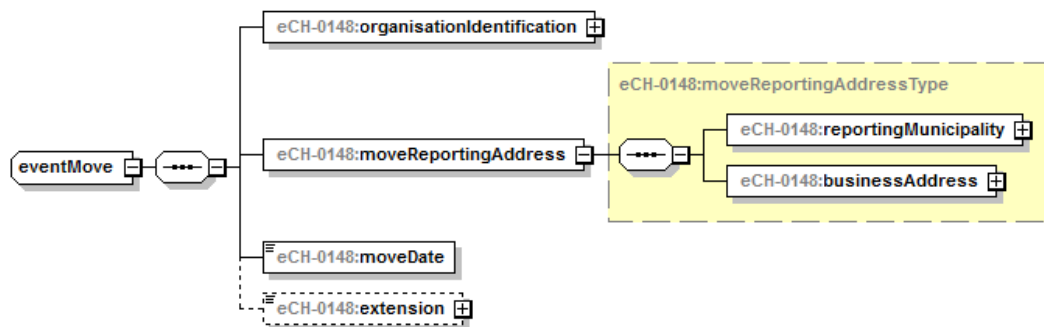 eCH-0148:organisationIdentification
eCH-0148:moveReportingAddressType
eCH-0148:reportingMunicipality
eventMove
eCH-0148:moveReportingAddress
eCH-0148:businessAddress
eCH-0148:moveDate
eCH-0148:extension